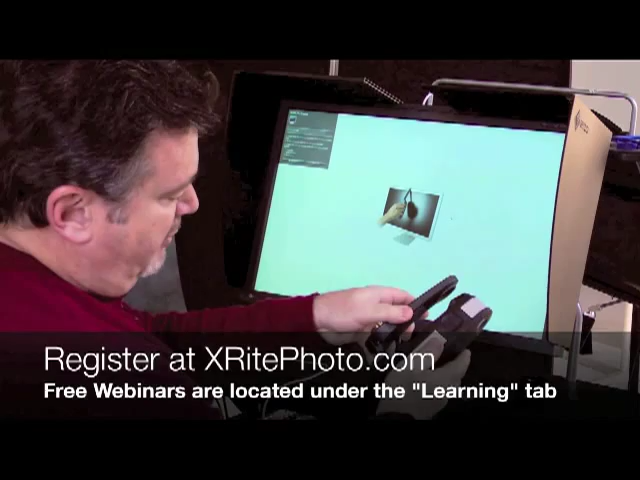 Register at XRitePhoto.com
Free Webinars are located under the "Learning" tab